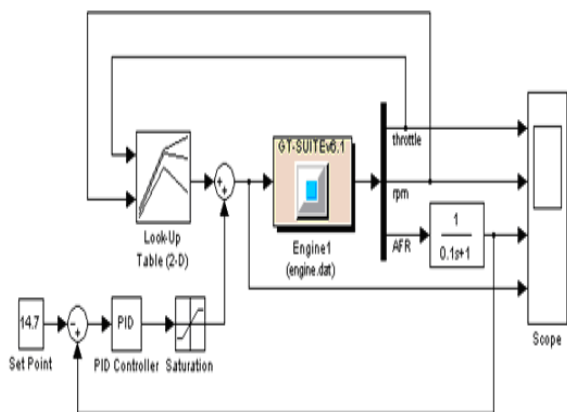 GT-SUITEv6.1
throttle
rpm
AFR
1
0.1s+1
Look-Up
Table (2-D)
Engine1
(engine.dat)
+
+
14.7
Set Point
-
+
PID
PID Controller
Saturation
Scope